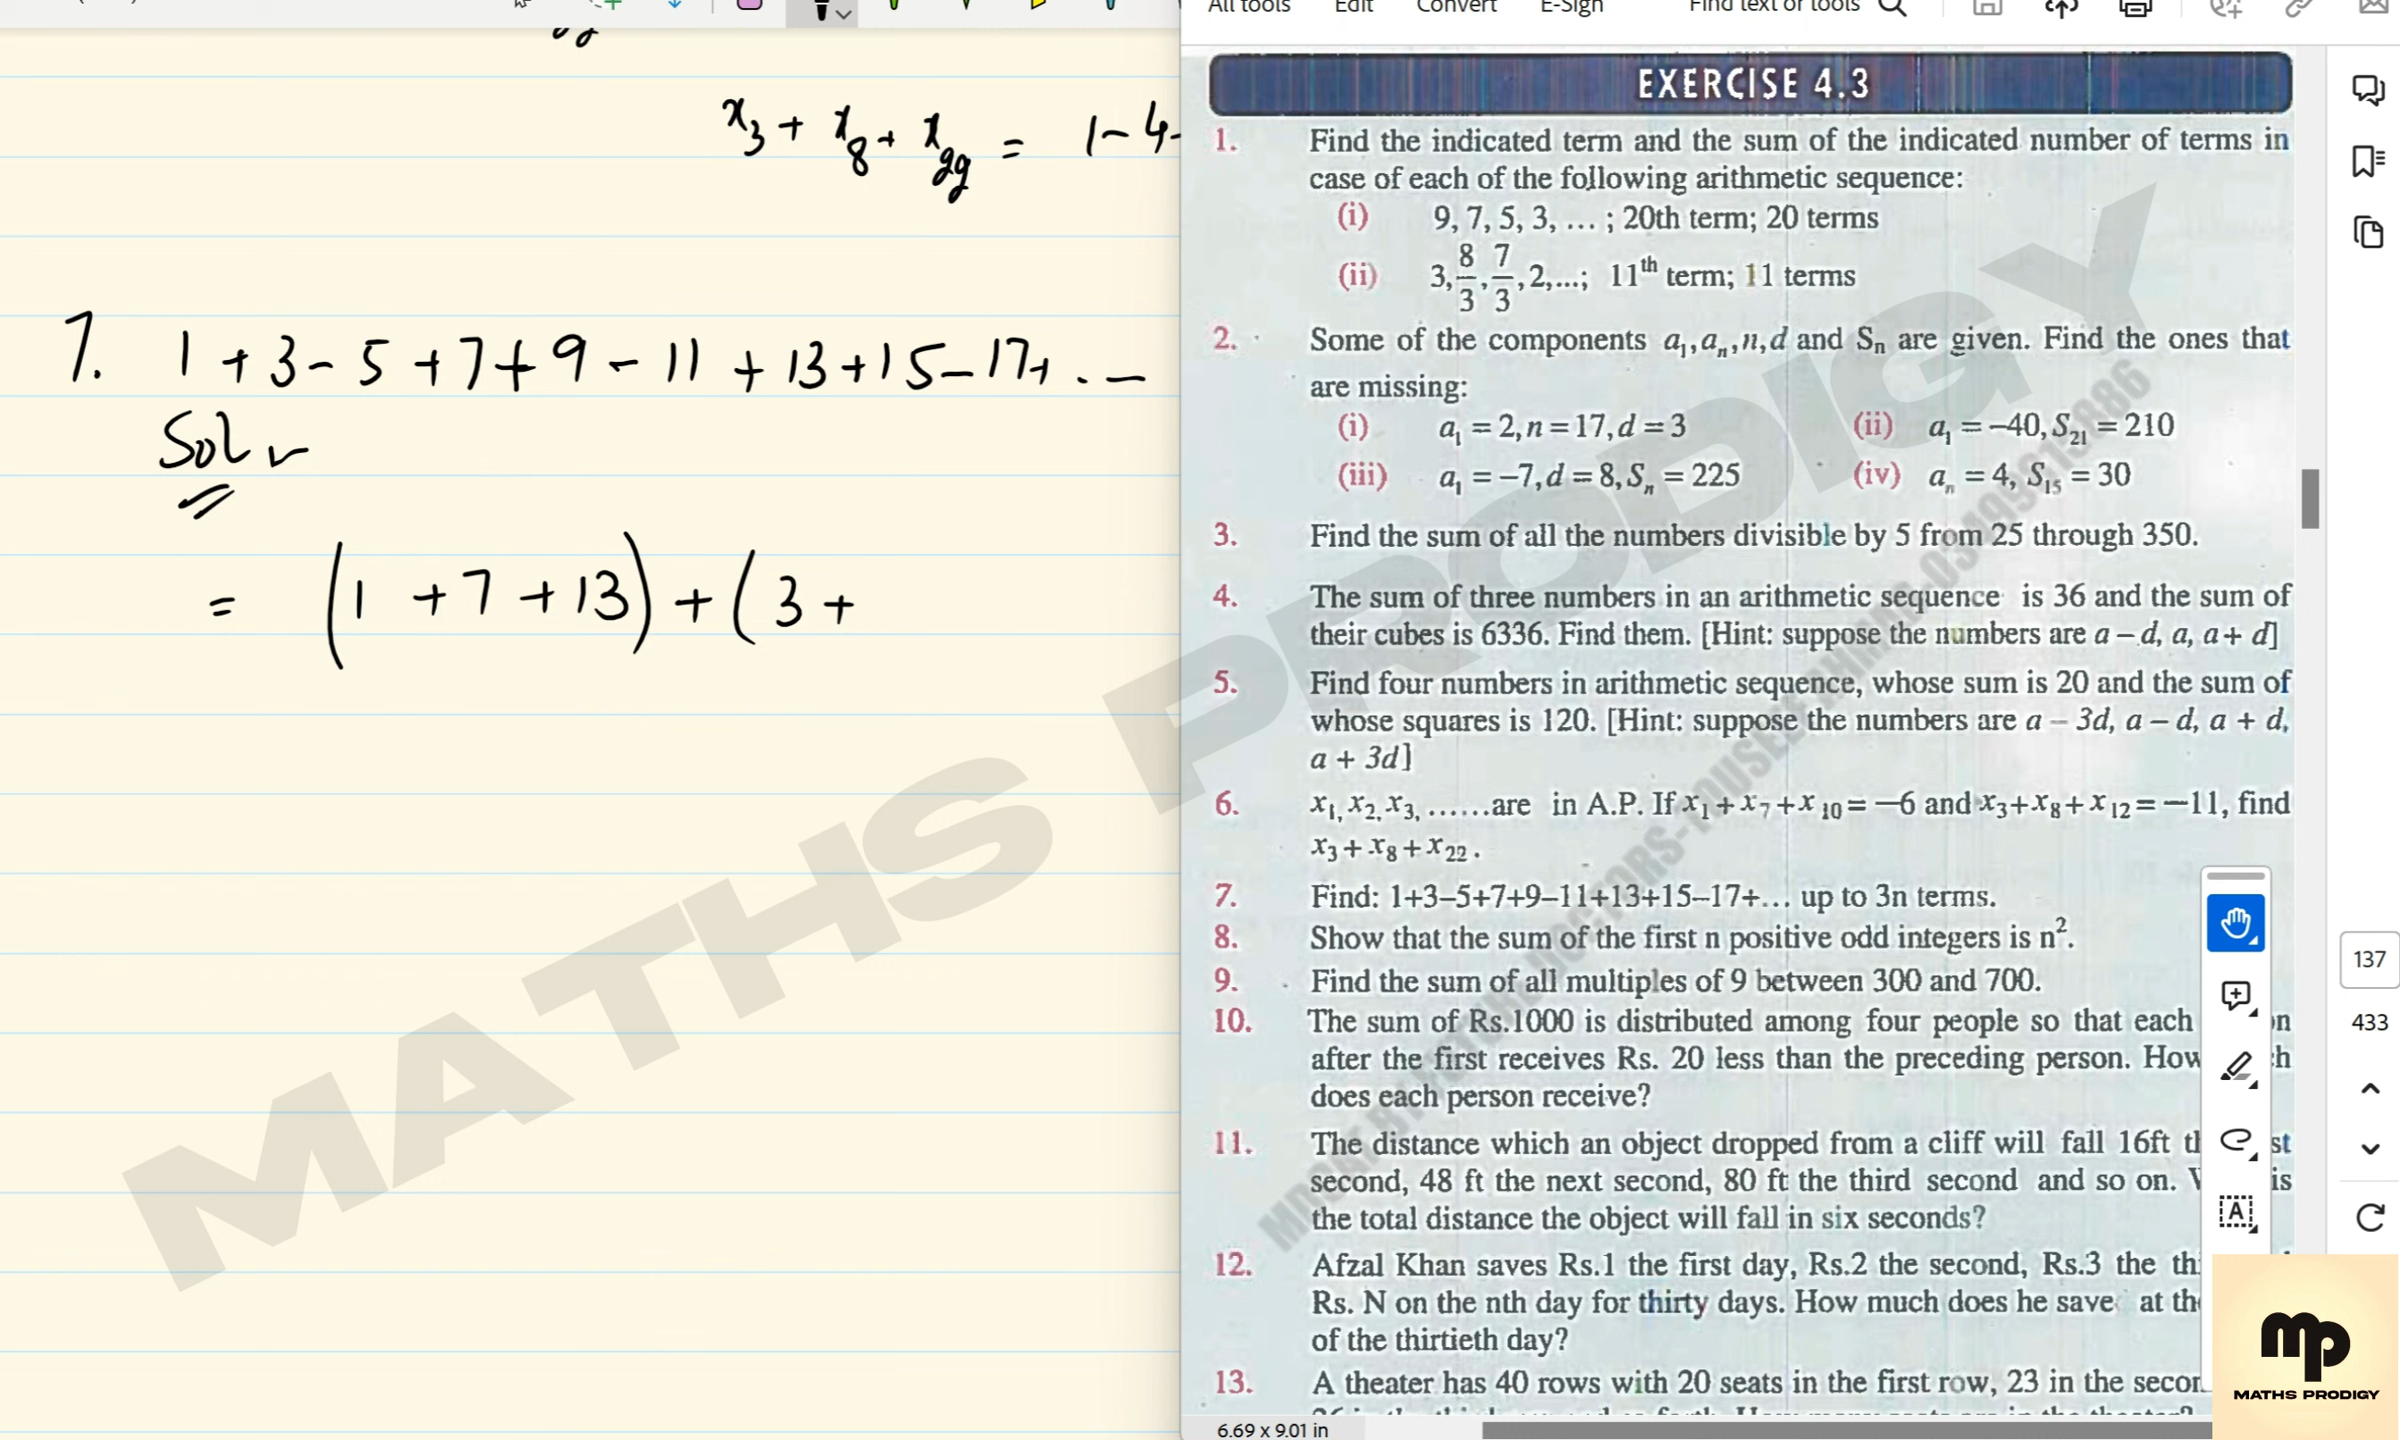 All tools Edit Convert E-Sign Find text or tools
x₃ + x₈ + x₂₂ = 1 - 4 -
7. 1 + 3 - 5 + 7 + 9 - 11 + 13 + 15 - 17 + . . -
Sol
= (1 + 7 + 13) + (3 +
EXERCISE 4.3
1. Find the indicated term and the sum of the indicated number of terms in
case of each of the following arithmetic sequence:
(i) 9, 7, 5, 3, … ; 20th term; 20 terms
(ii) 3, 8/3, 7/3, 2,...; 11ᵗʰ term; 11 terms
2. Some of the components a₁, aₙ, n, d and Sₙ are given. Find the ones that
are missing:
(i) a₁ = 2, n = 17, d = 3 (ii) a₁ = –40, S₂₁ = 210
(iii) a₁ = –7, d = 8, Sₙ = 225 (iv) aₙ = 4, S₁₅ = 30
3. Find the sum of all the numbers divisible by 5 from 25 through 350.
4. The sum of three numbers in an arithmetic sequence is 36 and the sum of
their cubes is 6336. Find them. [Hint: suppose the numbers are a – d, a, a + d]
5. Find four numbers in arithmetic sequence, whose sum is 20 and the sum of
whose squares is 120. [Hint: suppose the numbers are a – 3d, a – d, a + d,
a + 3d]
6. x₁, x₂, x₃, ……are in A.P. If x₁ + x₇ + x₁₀ = –6 and x₃+x₈+x₁₂ = –11, find
x₃ + x₈ + x₂₂ .
7. Find: 1+3–5+7+9–11+13+15–17+… up to 3n terms.
8. Show that the sum of the first n positive odd integers is n².
9. Find the sum of all multiples of 9 between 300 and 700.
10. The sum of Rs.1000 is distributed among four people so that each
after the first receives Rs. 20 less than the preceding person. How
does each person receive?
11. The distance which an object dropped from a cliff will fall 16ft
second, 48 ft the next second, 80 ft the third second and so on. is
the total distance the object will fall in six seconds?
12. Afzal Khan saves Rs.1 the first day, Rs.2 the second, Rs.3 the
Rs. N on the nth day for thirty days. How much does he save at
of the thirtieth day?
13. A theater has 40 rows with 20 seats in the first row, 23 in the
6.69 x 9.01 in
137
433
MATHS PRODIGY
mp
MATHS PRODIGY